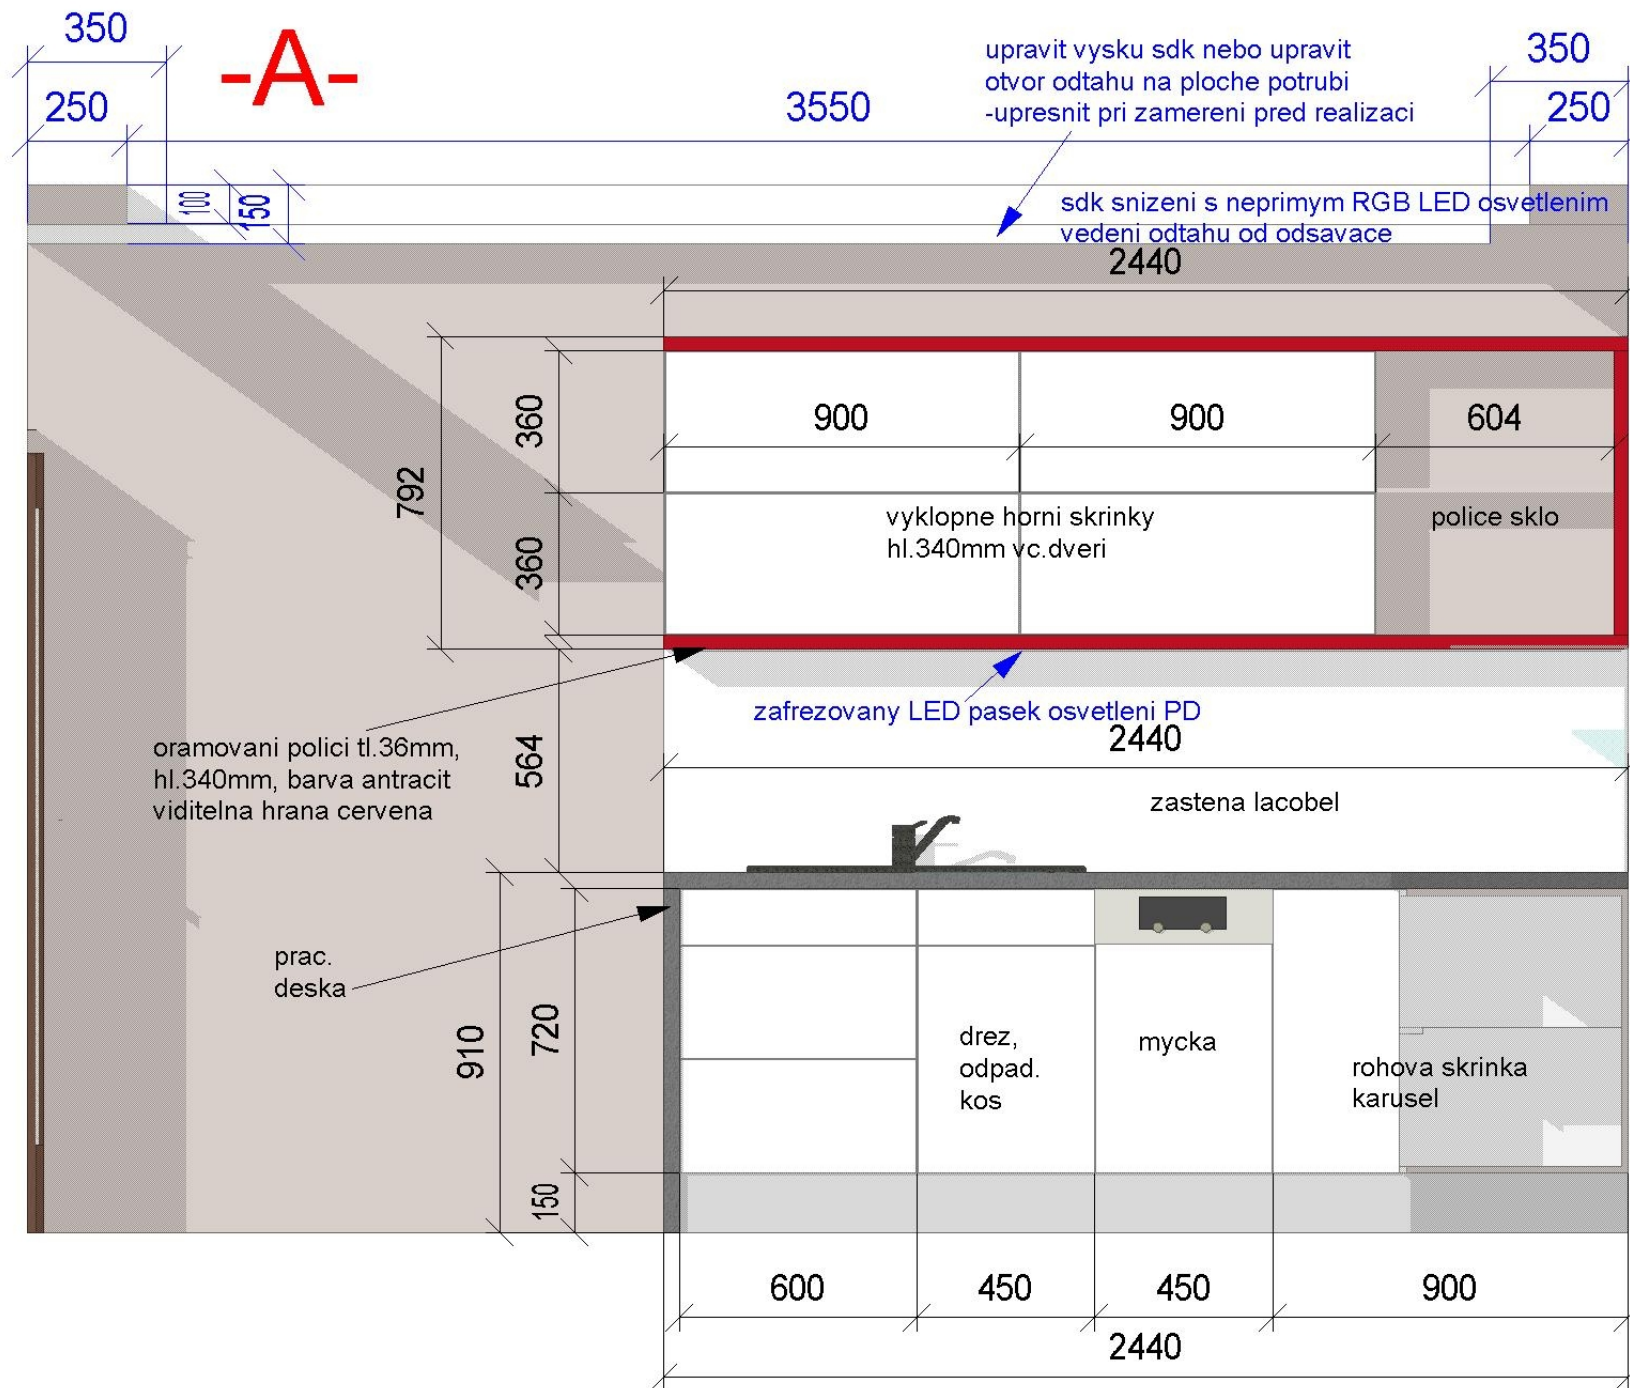 350
-A-
upravit vysku sdk nebo upravit
otvor odtahu na ploche potrubi
-upresnit pri zamereni pred realizaci
350
250
3550
250
100
150
sdk snizeni s neprimym RGB LED osvetlenim
vedeni odtahu od odsavace
2440
360
900
900
604
792
vyklopne horni skrinky
hl.340mm vc.dveri
police sklo
360
zafrezovany LED pasek osvetleni PD
2440
oramovani polici tl.36mm,
hl.340mm, barva antracit
viditelna hrana cervena
564
zastena lacobel
prac.
deska
910
720
drez,
odpad.
kos
mycka
rohova skrinka
karusel
150
600
450
450
900
2440